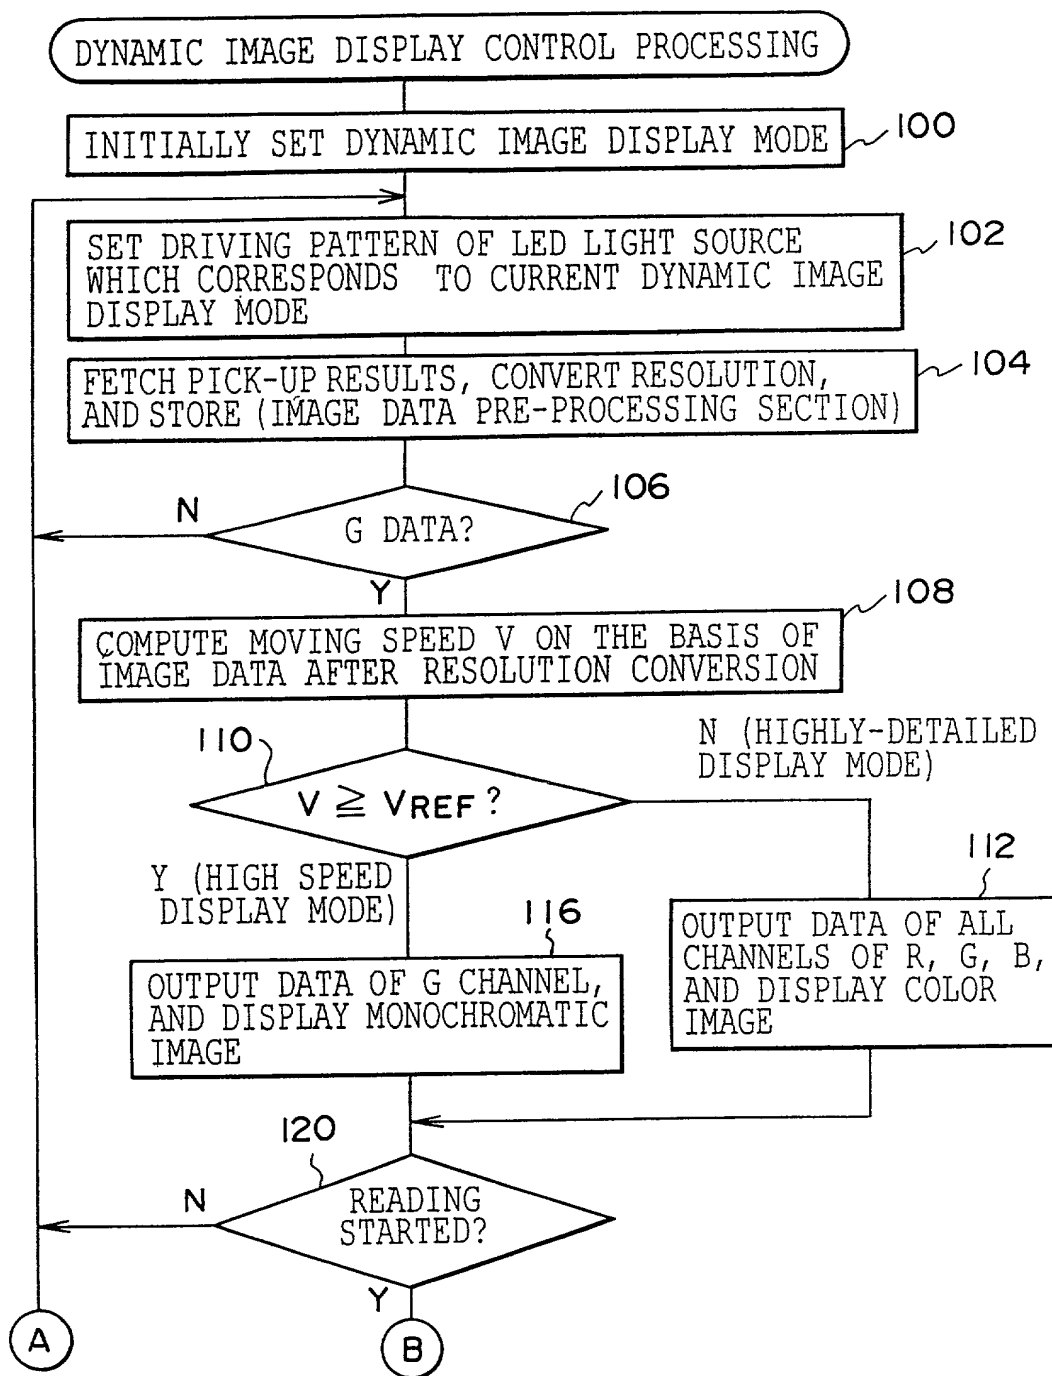 DYNAMIC IMAGE DISPLAY CONTROL PROCESSING
INITIALLY SET DYNAMIC IMAGE DISPLAY MODE
100
SET DRIVING PATTERN OF LED LIGHT SOURCE
WHICH CORRESPONDS TO CURRENT DYNAMIC IMAGE
DISPLAY MODE
102
FETCH PICK-UP RESULTS, CONVERT RESOLUTION,
AND STORE (IMAGE DATA PRE-PROCESSING SECTION)
104
106
N
G DATA?
Y
108
COMPUTE MOVING SPEED V ON THE BASIS OF
IMAGE DATA AFTER RESOLUTION CONVERSION
110
N (HIGHLY-DETAILED
DISPLAY MODE)
V ≧ VREF ?
Y (HIGH SPEED
DISPLAY MODE)
112
116
OUTPUT DATA OF ALL
CHANNELS OF R, G, B,
AND DISPLAY COLOR
IMAGE
OUTPUT DATA OF G CHANNEL,
AND DISPLAY MONOCHROMATIC
IMAGE
120
N
READING
STARTED?
Y
A
B